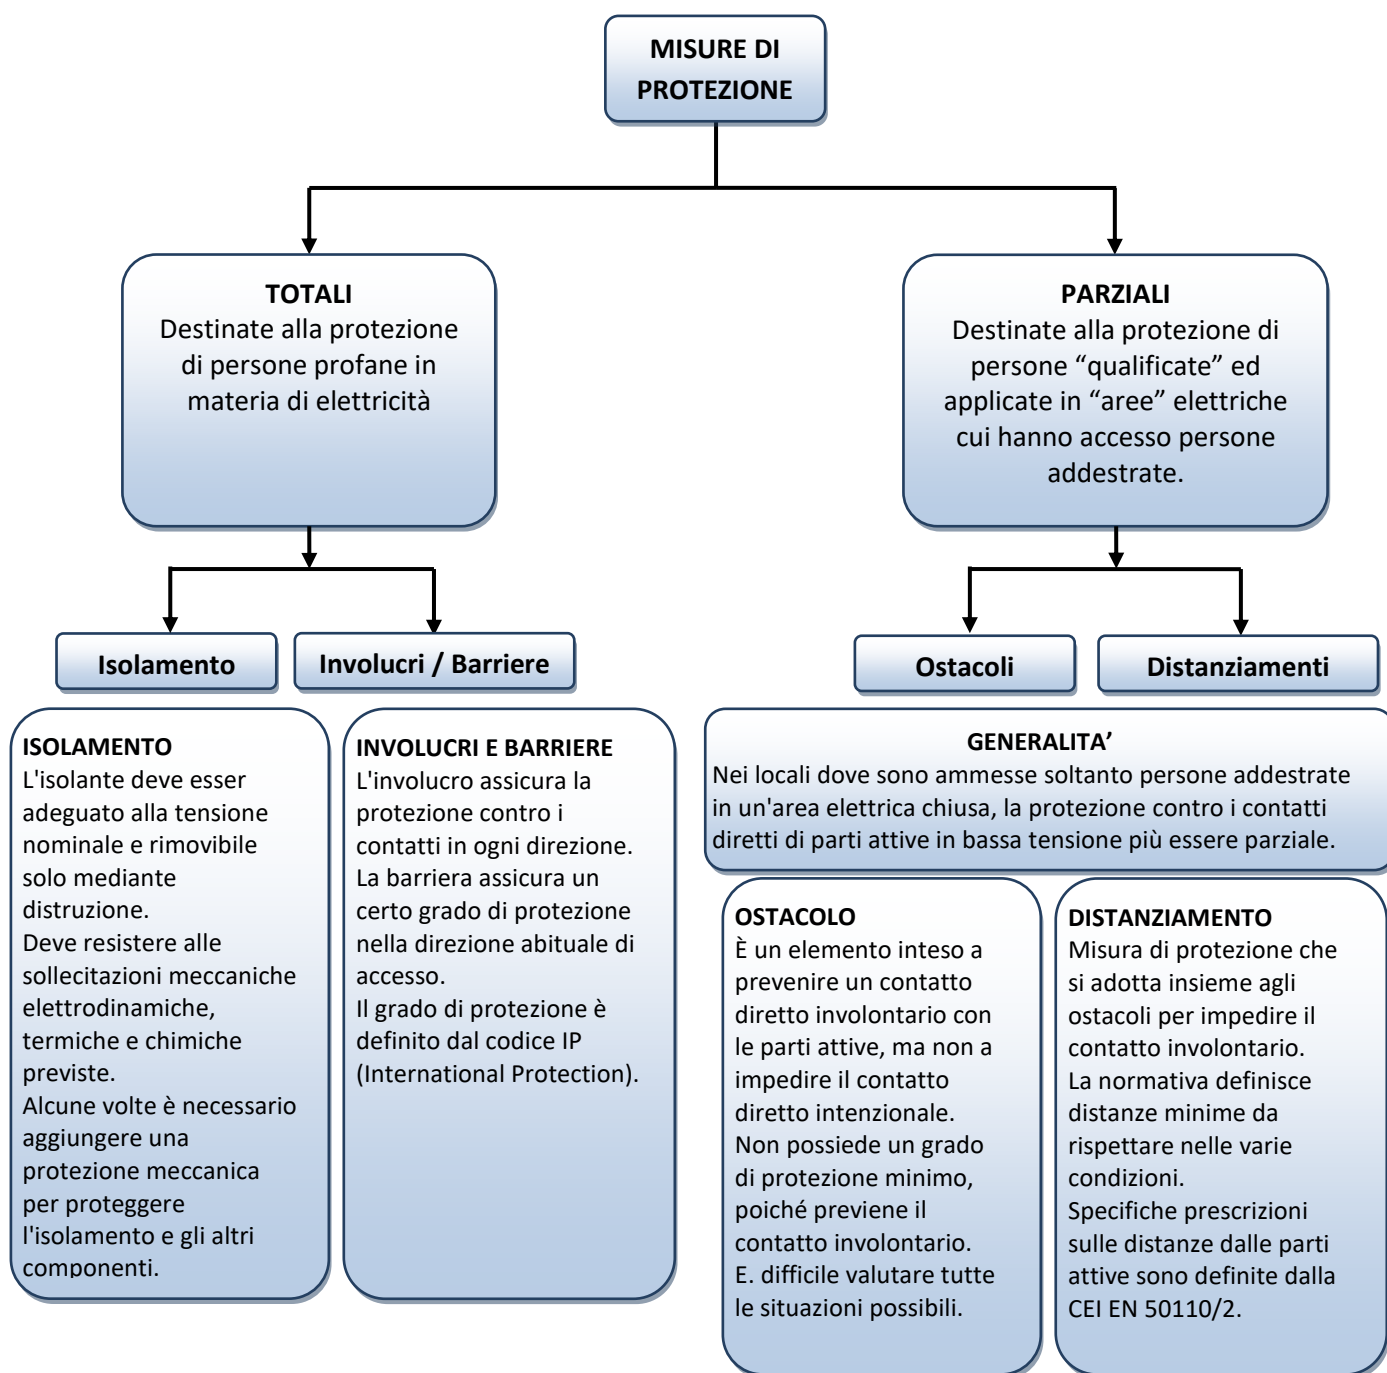 MISURE DI
PROTEZIONE
TOTALI
Destinate alla protezione
di persone profane in
materia di elettricità
PARZIALI
Destinate alla protezione di
persone “qualificate” ed
applicate in “aree” elettriche
cui hanno accesso persone
addestrate.
Isolamento
Involucri / Barriere
Ostacoli
Distanziamenti
ISOLAMENTO
L'isolante deve esser
adeguato alla tensione
nominale e rimovibile
solo mediante
distruzione.
Deve resistere alle
sollecitazioni meccaniche
elettrodinamiche,
termiche e chimiche
previste.
Alcune volte è necessario
aggiungere una
protezione meccanica
per proteggere
l'isolamento e gli altri
componenti.
INVOLUCRI E BARRIERE
L'involucro assicura la
protezione contro i
contatti in ogni direzione.
La barriera assicura un
certo grado di protezione
nella direzione abituale di
accesso.
Il grado di protezione è
definito dal codice IP
(International Protection).
GENERALITA’
Nei locali dove sono ammesse soltanto persone addestrate
in un'area elettrica chiusa, la protezione contro i contatti
diretti di parti attive in bassa tensione più essere parziale.
OSTACOLO
È un elemento inteso a
prevenire un contatto
diretto involontario con
le parti attive, ma non a
impedire il contatto
diretto intenzionale.
Non possiede un grado
di protezione minimo,
poiché previene il
contatto involontario.
E. difficile valutare tutte
le situazioni possibili.
DISTANZIAMENTO
Misura di protezione che
si adotta insieme agli
ostacoli per impedire il
contatto involontario.
La normativa definisce
distanze minime da
rispettare nelle varie
condizioni.
Specifiche prescrizioni
sulle distanze dalle parti
attive sono definite dalla
CEI EN 50110/2.